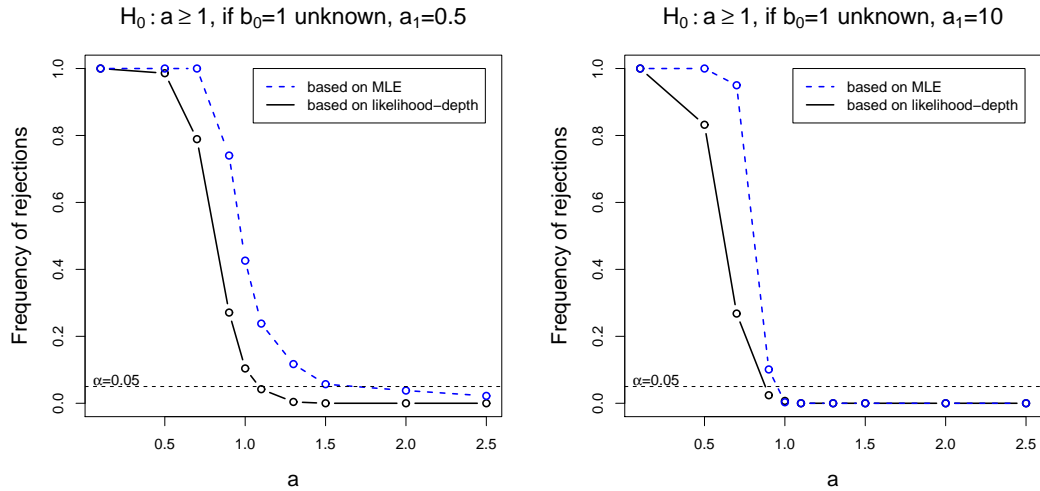 H₀ : a ≥ 1, if b₀=1 unknown, a₁=0.5
based on MLE
based on likelihood−depth
Frequency of rejections
1.0
0.8
0.6
0.4
0.2
0.0
α=0.05
0.5 1.0 1.5 2.0 2.5
a
H₀ : a ≥ 1, if b₀=1 unknown, a₁=10
based on MLE
based on likelihood−depth
Frequency of rejections
1.0
0.8
0.6
0.4
0.2
0.0
α=0.05
0.5 1.0 1.5 2.0 2.5
a